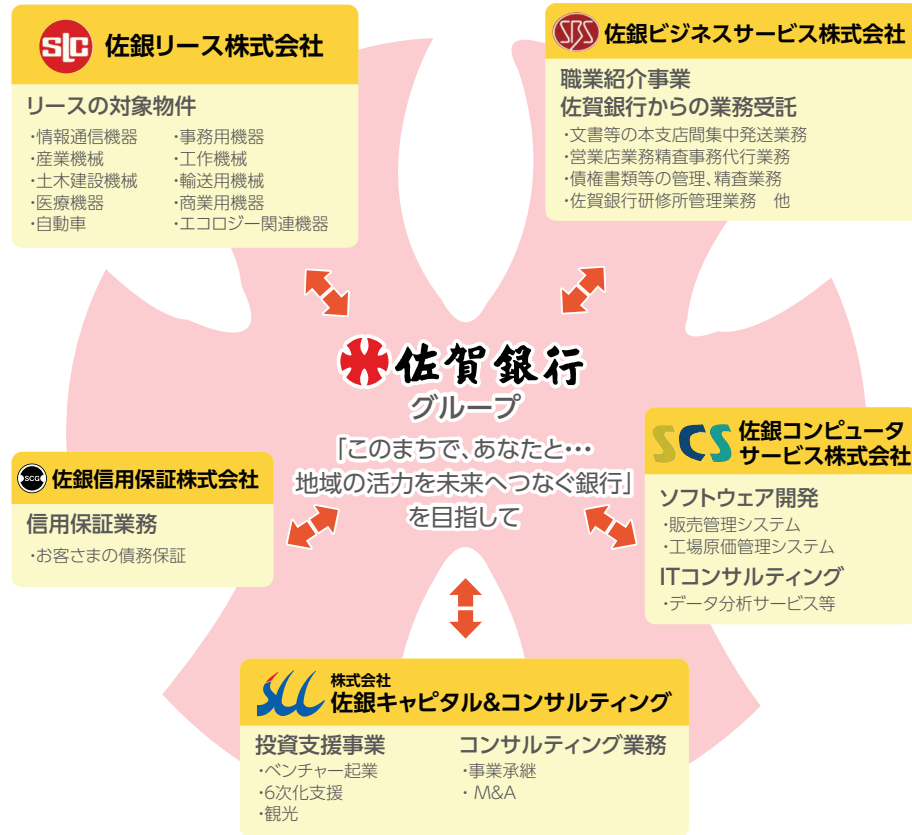 SLC 佐銀リース株式会社
リースの対象物件
・情報通信機器 ・事務用機器
・産業機械 ・工作機械
・土木建設機械 ・輸送用機械
・医療機器 ・商業用機器
・自動車 ・エコロジー関連機器
SBS 佐銀ビジネスサービス株式会社
職業紹介事業
佐賀銀行からの業務受託
・文書等の本支店間集中発送業務
・営業店業務精査事務代行業務
・債権書類等の管理、精査業務
・佐賀銀行研修所管理業務 他
佐賀銀行
グループ
「このまちで、あなたと…
地域の活力を未来へつなぐ銀行」
を目指して
SCG 佐銀信用保証株式会社
信用保証業務
・お客さまの債務保証
SCS 佐銀コンピュータ
サービス株式会社
ソフトウェア開発
・販売管理システム
・工場原価管理システム
ITコンサルティング
・データ分析サービス等
株式会社
佐銀キャピタル&コンサルティング
投資支援事業 コンサルティング業務
・ベンチャー起業 ・事業承継
・6次化支援 ・M&A
・観光